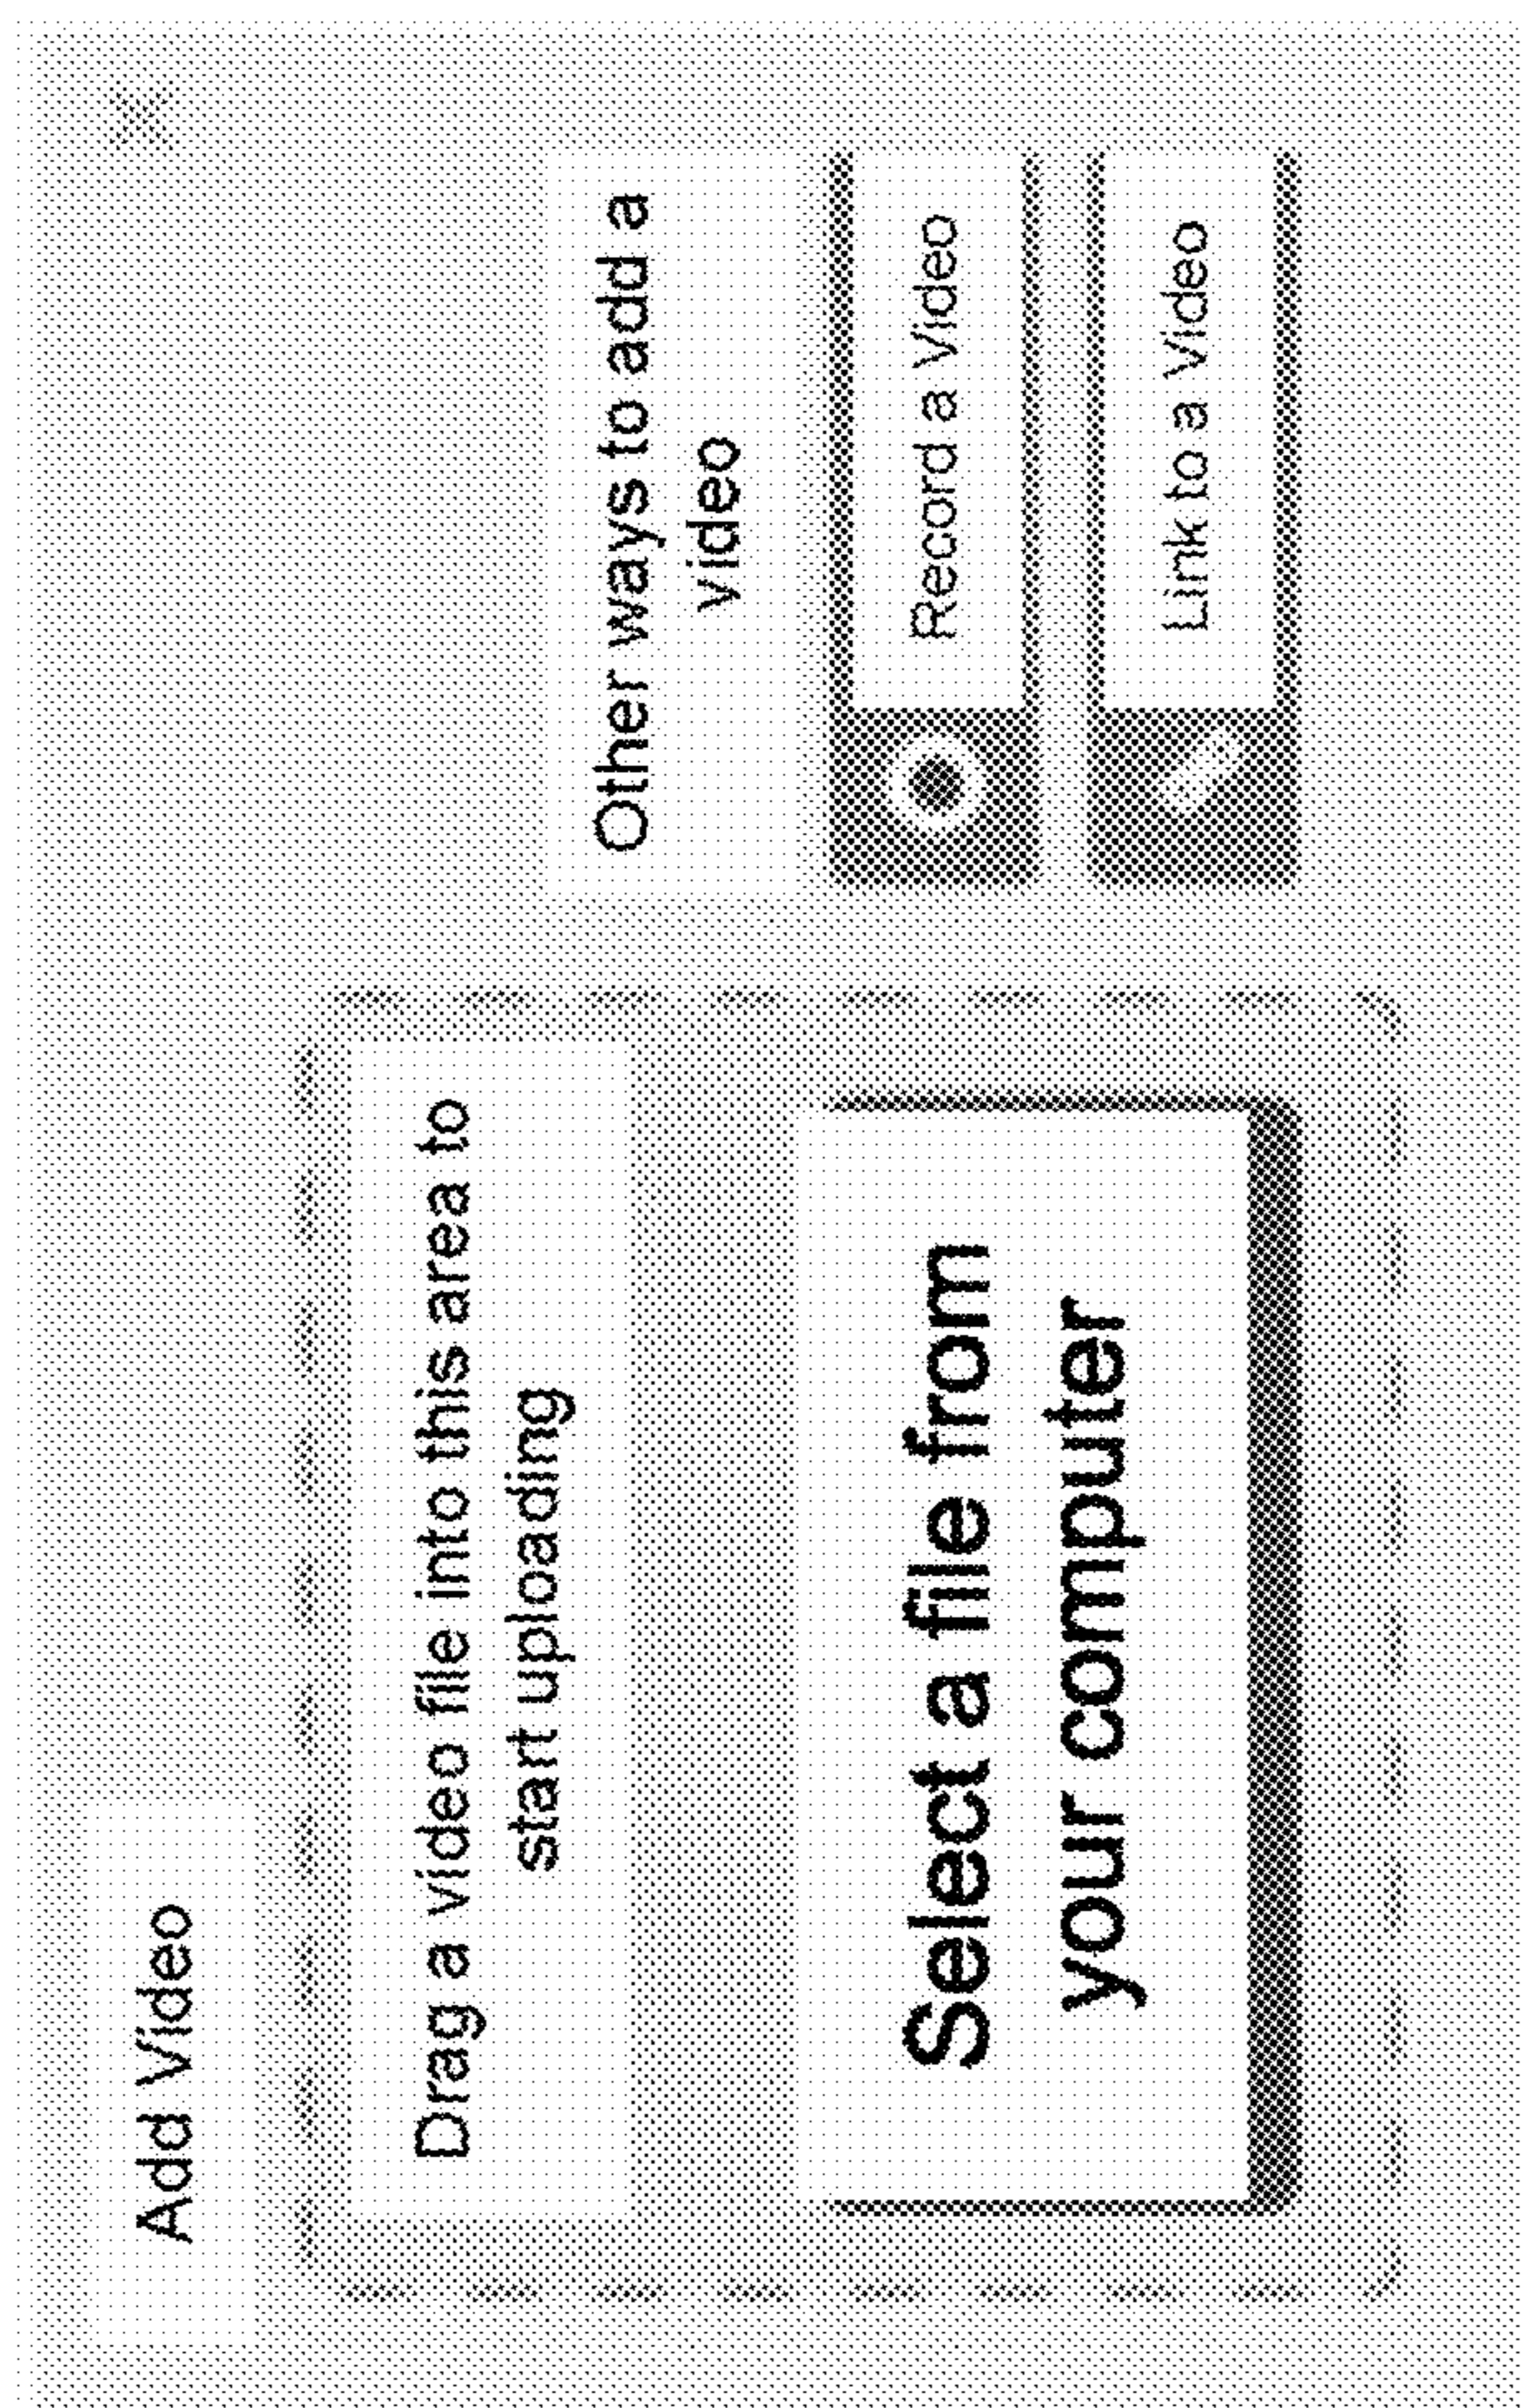 Add Video
Drag a video file into this area to
start uploading
Select a file from
your computer
Other ways to add a
video
Record a Video
Link to a Video